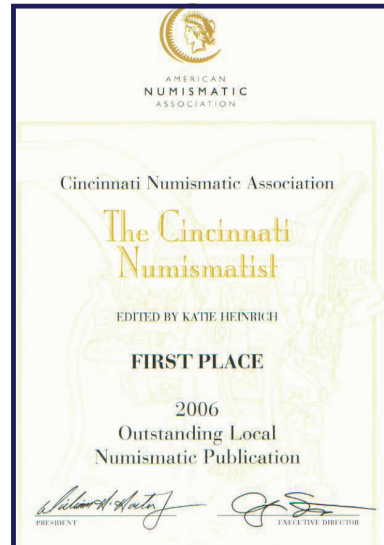 AMERICAN
NUMISMATIC
ASSOCIATION
Cincinnati Numismatic Association
The Cincinnati
Numismatist
EDITED BY KATIE HEINRICH
FIRST PLACE
2006
Outstanding Local
Numismatic Publication
PRESIDENT
EXECUTIVE DIRECTOR